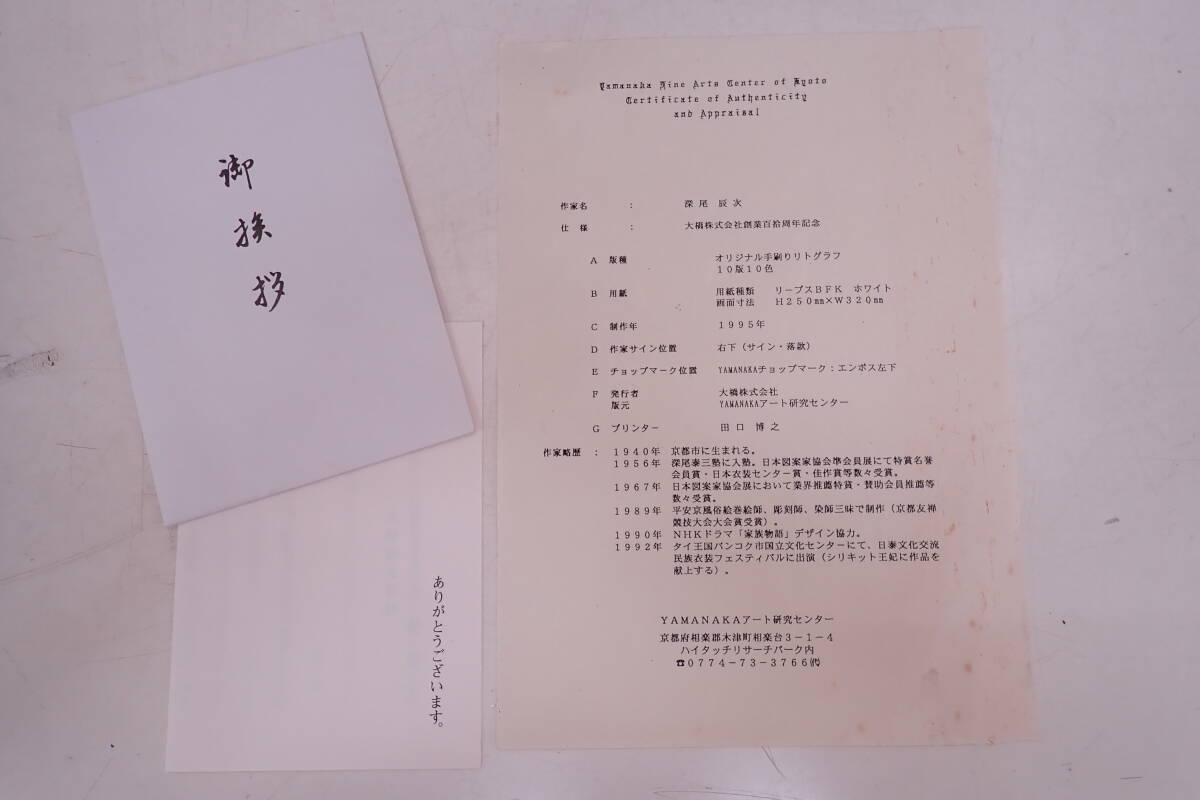 御挨拶
ありがとうございます。
Yamanaka Fine Arts Center of Kyoto
Certificate of Authenticity
and Appraisal
作家名 : 深尾 辰次
仕 様 : 大橋株式会社創業百拾周年記念
A 版種 オリジナル手刷りリトグラフ
１０版１０色
B 用紙 用紙種類 リーブスＢＦＫ ホワイト
画面寸法 Ｈ２５０㎜×Ｗ３２０㎜
C 制作年 １９９５年
D 作家サイン位置 右下（サイン・落款）
E チョップマーク位置 YAMANAKAチョップマーク：エンボス左下
F 発行者 大橋株式会社
版元 YAMANAKAアート研究センター
G プリンター 田口 博之
作家略歴 : １９４０年 京都市に生まれる。
１９５６年 深尾泰三塾に入塾。日本図案家協会準会員展にて特賞名誉
会員賞・日本衣装センター賞・佳作賞等数々受賞。
１９６７年 日本図案家協会展において業界推薦特賞・賛助会員推薦等
数々受賞。
１９８９年 平安京風俗絵巻絵師、彫刻師、染師三昧で制作（京都友禅
競技大会大会賞受賞）。
１９９０年 ＮＨＫドラマ「家族物語」デザイン協力。
１９９２年 タイ王国バンコク市国立文化センターにて、日泰文化交流
民族衣装フェスティバルに出演（シリキット王妃に作品を
献上する）。
ＹＡＭＡＮＡＫＡアート研究センター
京都府相楽郡木津町相楽台３－１－４
ハイタッチリサーチパーク内
☎０７７４－７３－３７６６㈹